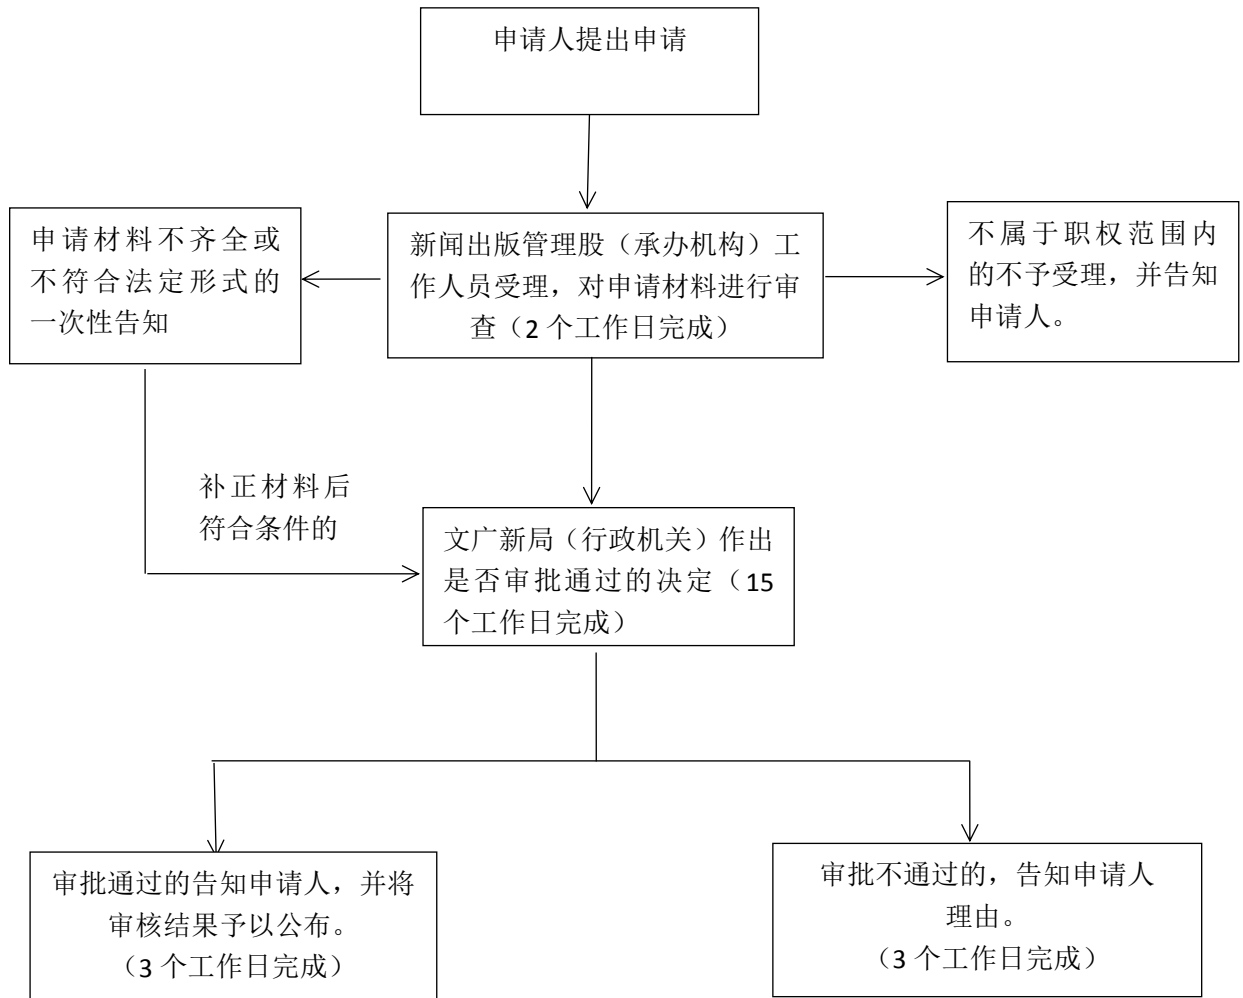 申请人提出申请
申请材料不齐全或
不符合法定形式的
一次性告知
新闻出版管理股（承办机构）工
作人员受理，对申请材料进行审
查（2 个工作日完成）
不属于职权范围内
的不予受理，并告知
申请人。
补正材料后
符合条件的
文广新局（行政机关）作出
是否审批通过的决定（15
个工作日完成）
审批通过的告知申请人，并将
审核结果予以公布。
（3 个工作日完成）
审批不通过的，告知申请人
理由。
（3 个工作日完成）